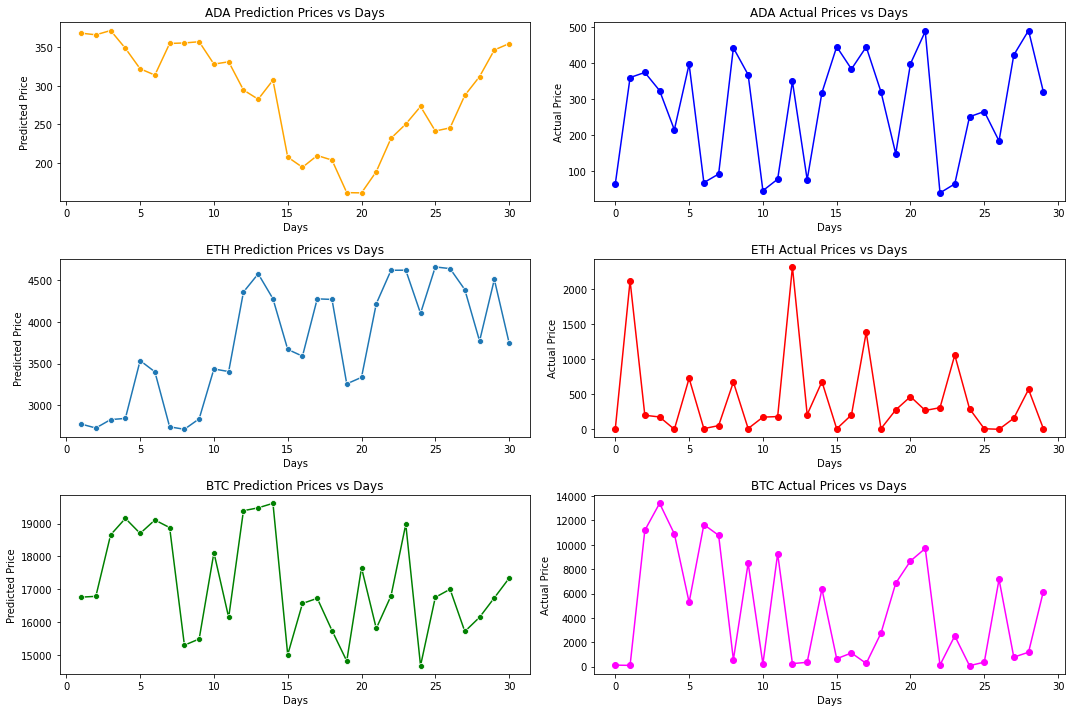 ADA Prediction Prices vs Days
350
300
250
200
Predicted Price
0 5 10 15 20 25 30
Days
ADA Actual Prices vs Days
500
400
300
200
100
Actual Price
0 5 10 15 20 25 30
Days
ETH Prediction Prices vs Days
4500
4000
3500
3000
Predicted Price
0 5 10 15 20 25 30
Days
ETH Actual Prices vs Days
2000
1500
1000
500
0
Actual Price
0 5 10 15 20 25 30
Days
BTC Prediction Prices vs Days
19000
18000
17000
16000
15000
Predicted Price
0 5 10 15 20 25 30
Days
BTC Actual Prices vs Days
14000
12000
10000
8000
6000
4000
2000
0
Actual Price
0 5 10 15 20 25 30
Days